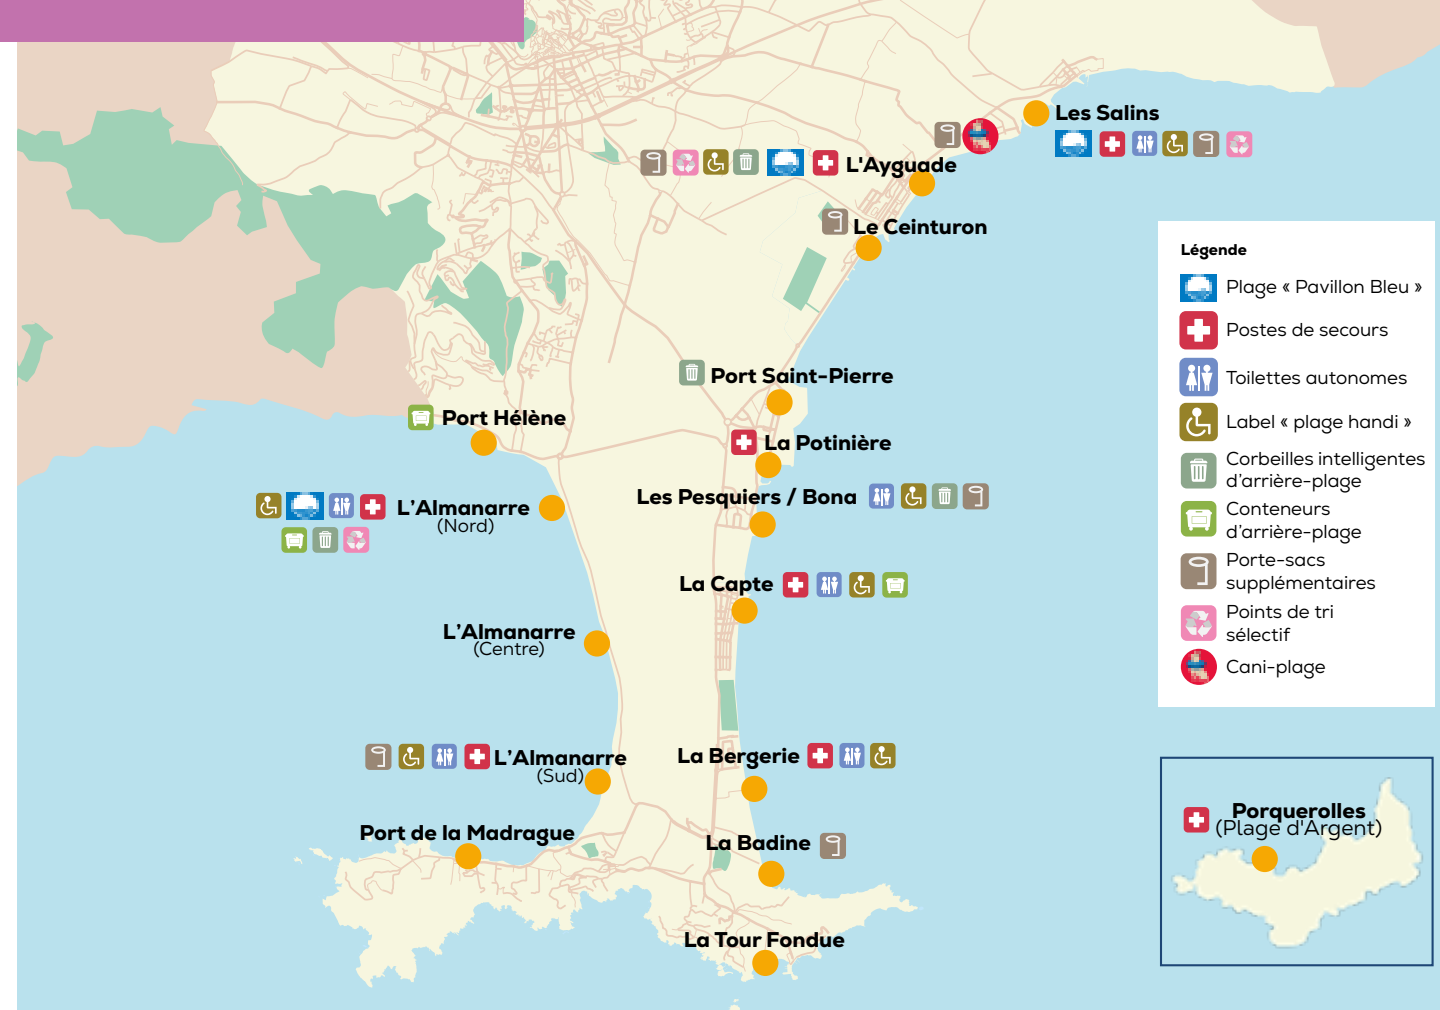 Les Salins
L'Ayguade
Le Ceinturon
Légende
Plage « Pavillon Bleu »
Postes de secours
Toilettes autonomes
Label « plage handi »
Corbeilles intelligentes
d'arrière-plage
Conteneurs
d'arrière-plage
Porte-sacs
supplémentaires
Points de tri
sélectif
Cani-plage
Port Saint-Pierre
Port Hélène
La Potinière
Les Pesquiers / Bona
L'Almanarre
(Nord)
La Capte
L'Almanarre
(Centre)
L'Almanarre
(Sud)
La Bergerie
Port de la Madrague
La Badine
La Tour Fondue
Porquerolles
(Plage d'Argent)